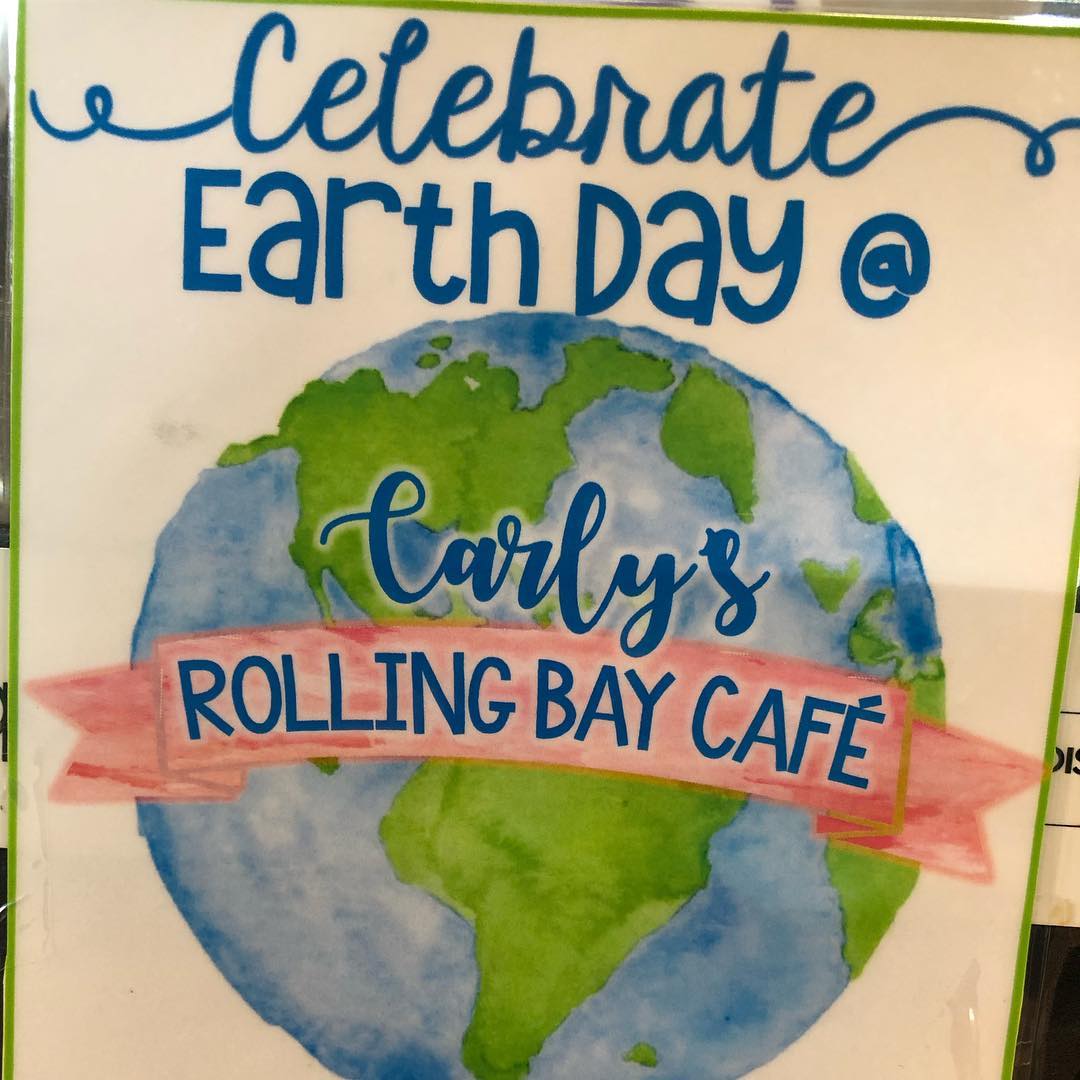 Celebrate
Earth Day @
Carly's
ROLLING BAY CAFÉ